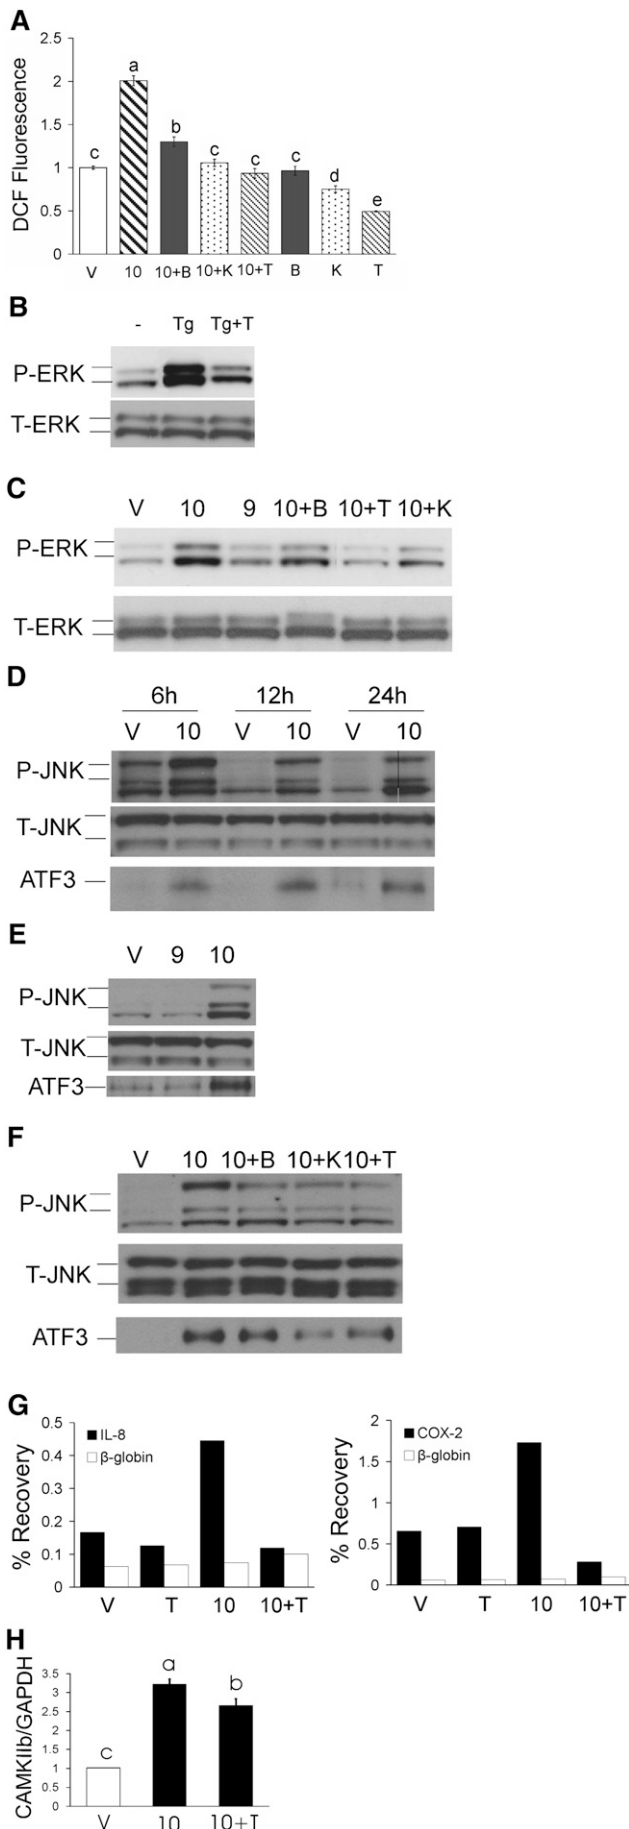 A
DCF Fluorescence
2.5
2
1.5
1
0.5
0
c a b c c c d e
V 10 10+B 10+K 10+T B K T
B
- Tg Tg+T
P-ERK
T-ERK
C
V 10 9 10+B 10+T 10+K
P-ERK
T-ERK
D
6h 12h 24h
V 10 V 10 V 10
P-JNK
T-JNK
ATF3
E
V 9 10
P-JNK
T-JNK
ATF3
F
V 10 10+B 10+K 10+T
P-JNK
T-JNK
ATF3
G
% Recovery
0.5
0.4
0.3
0.2
0.1
0
IL-8
β-globin
V T 10 10+T
% Recovery
2
1.5
1
0.5
0
COX-2
β-globin
V T 10 10+T
H
CAMKIIb/GAPDH
3.5
3
2.5
2
1.5
1
0.5
0
c a b
V 10 10+T